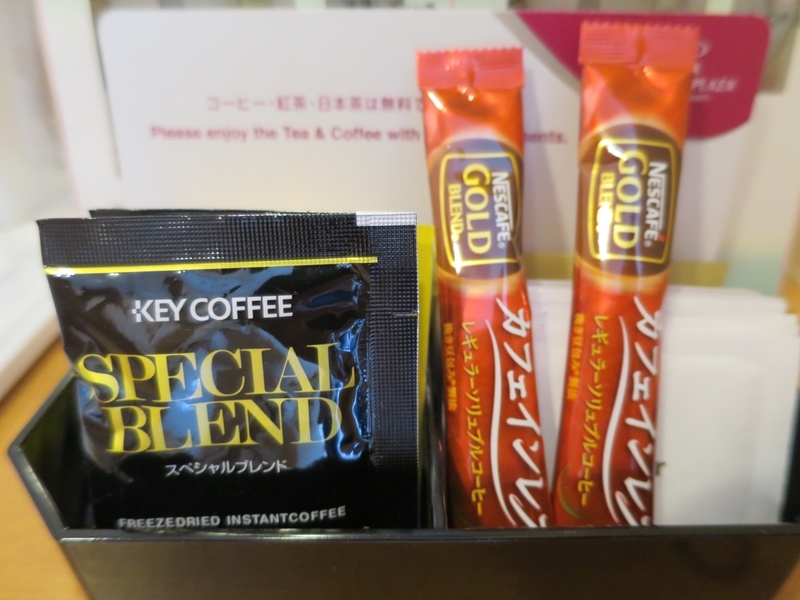 コーヒー・紅茶・日本茶は無料で
Please enjoy the Tea & Coffee with
KEY COFFEE
SPECIAL
BLEND
スペシャルブレンド
FREEZEDRIED INSTANTCOFFEE
NESCAFÉ
GOLD
BLEND
カフェインレ
レギュラーソリュブルコーヒー
NESCAFÉ
GOLD
BLEND
カフェインレ
レギュラーソリュブルコーヒー